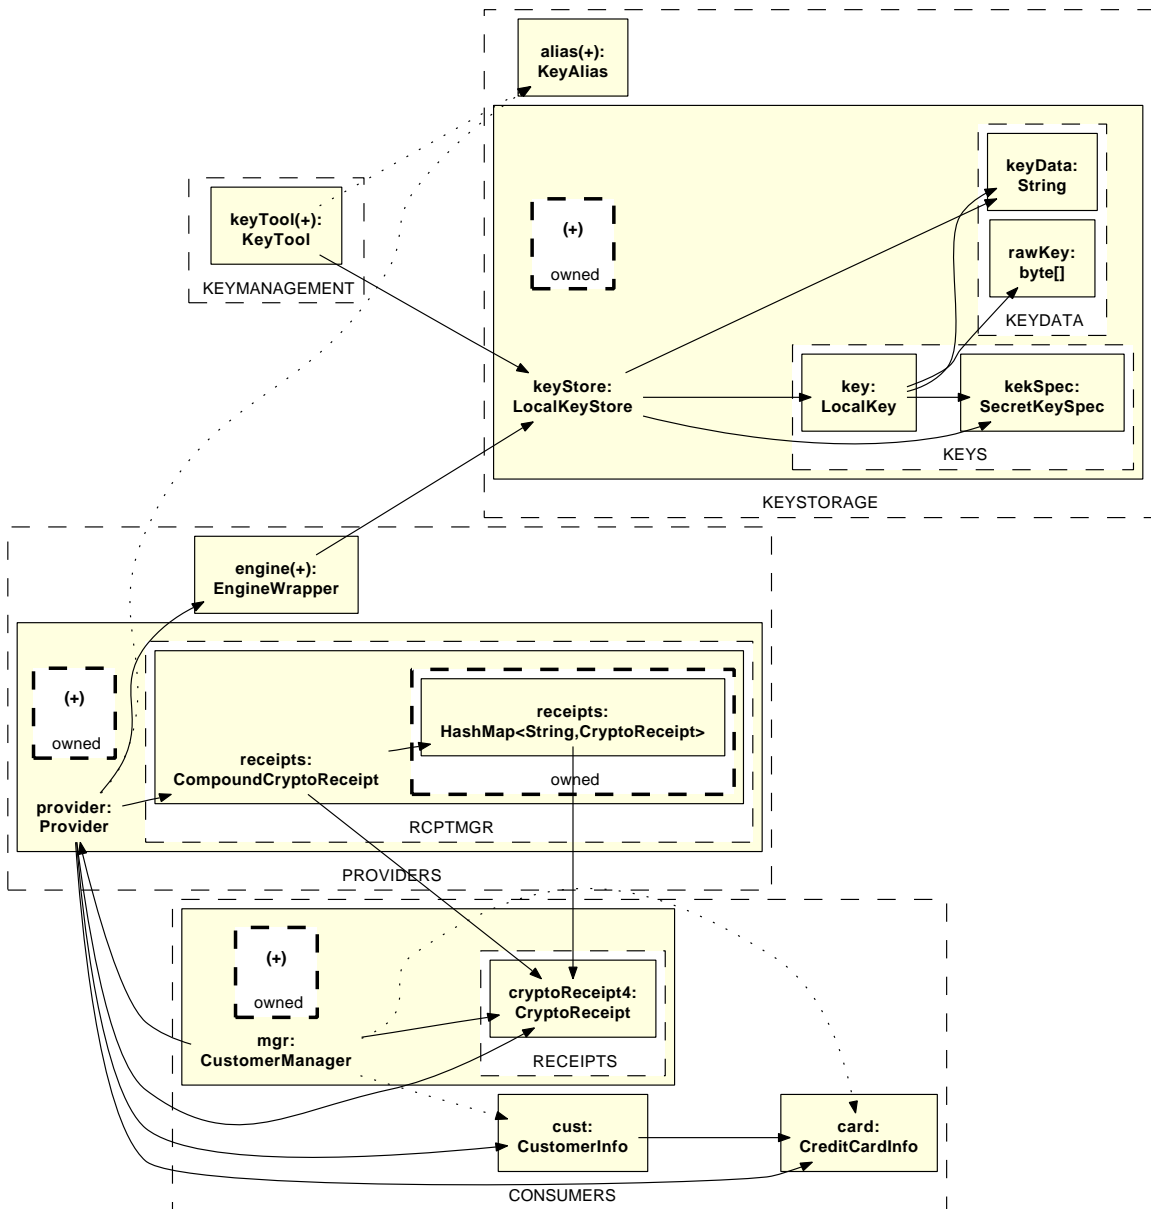 alias(+):
KeyAlias
keyData:
String
keyTool(+):
KeyTool
KEYMANAGEMENT
(+)
owned
rawKey:
byte[]
KEYDATA
keyStore:
LocalKeyStore
key:
LocalKey
kekSpec:
SecretKeySpec
KEYS
KEYSTORAGE
engine(+):
EngineWrapper
(+)
owned
receipts:
HashMap<String,CryptoReceipt>
owned
receipts:
CompoundCryptoReceipt
provider:
Provider
RCPTMGR
PROVIDERS
(+)
owned
cryptoReceipt4:
CryptoReceipt
RECEIPTS
mgr:
CustomerManager
cust:
CustomerInfo
card:
CreditCardInfo
CONSUMERS